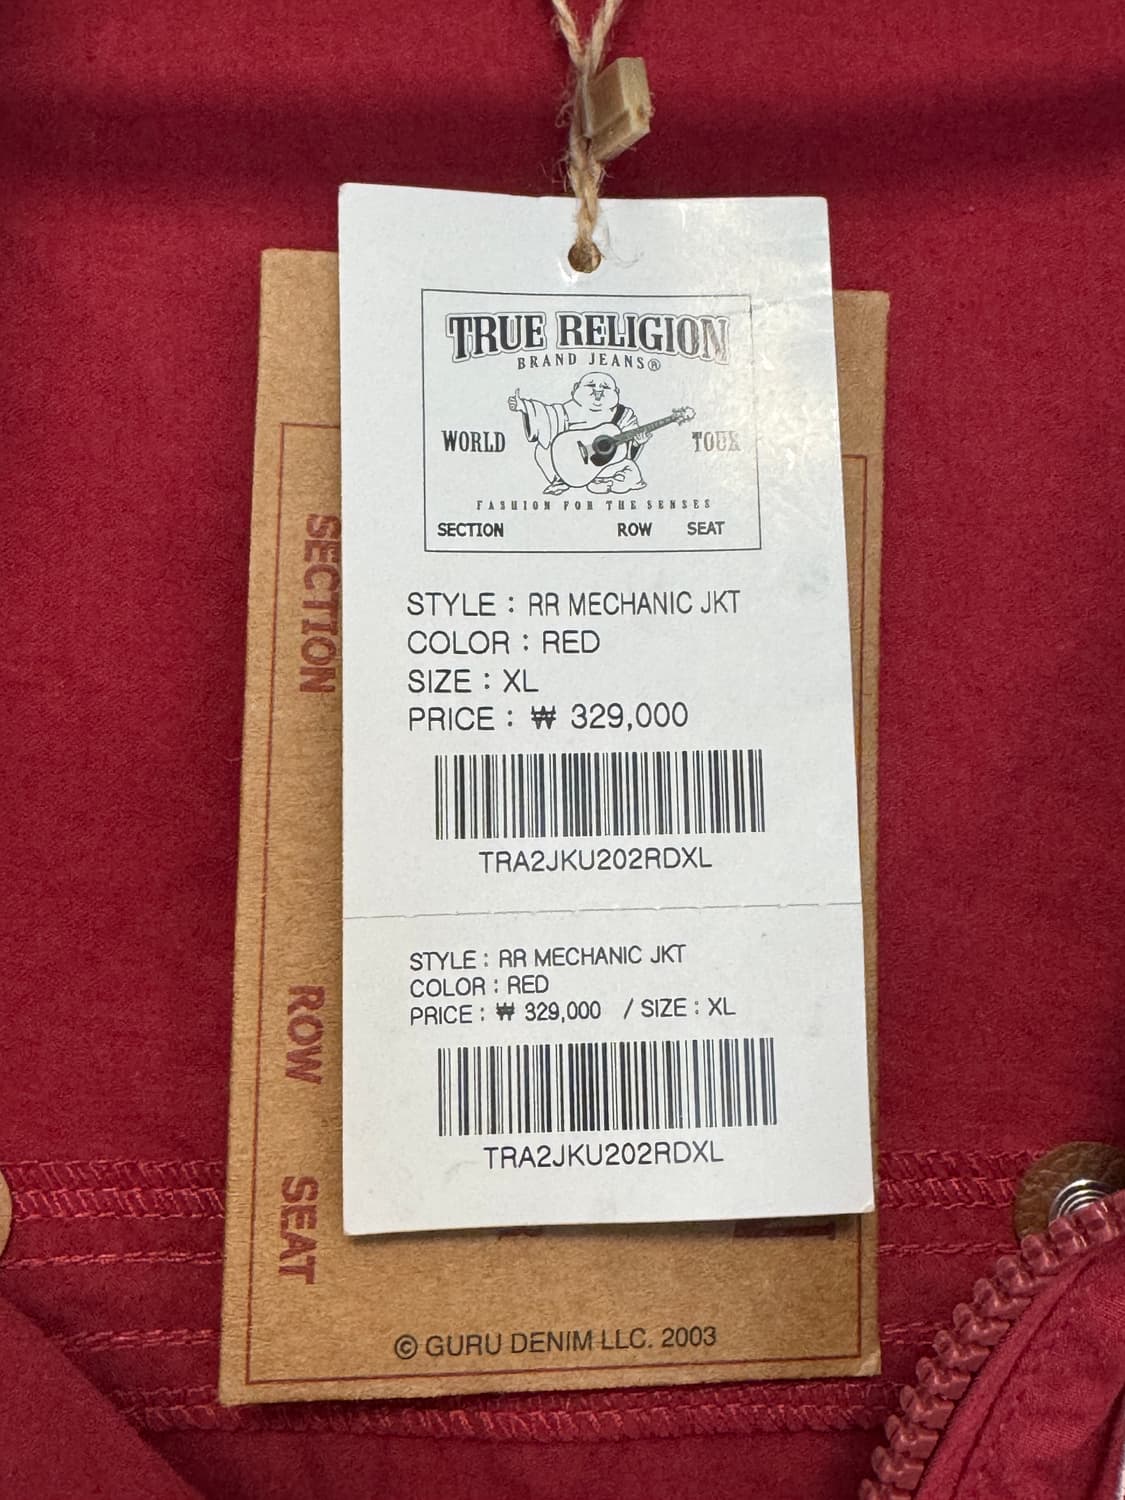 TRUE RELIGION
BRAND JEANS®
WORLD TOUR
FASHION FOR THE SENSES
SECTION ROW SEAT
STYLE : RR MECHANIC JKT
COLOR : RED
SIZE : XL
PRICE : ₩ 329,000
TRA2JKU202RDXL
STYLE : RR MECHANIC JKT
COLOR : RED
PRICE : ₩ 329,000 / SIZE : XL
TRA2JKU202RDXL
SECTION
ROW
SEAT
© GURU DENIM LLC. 2003